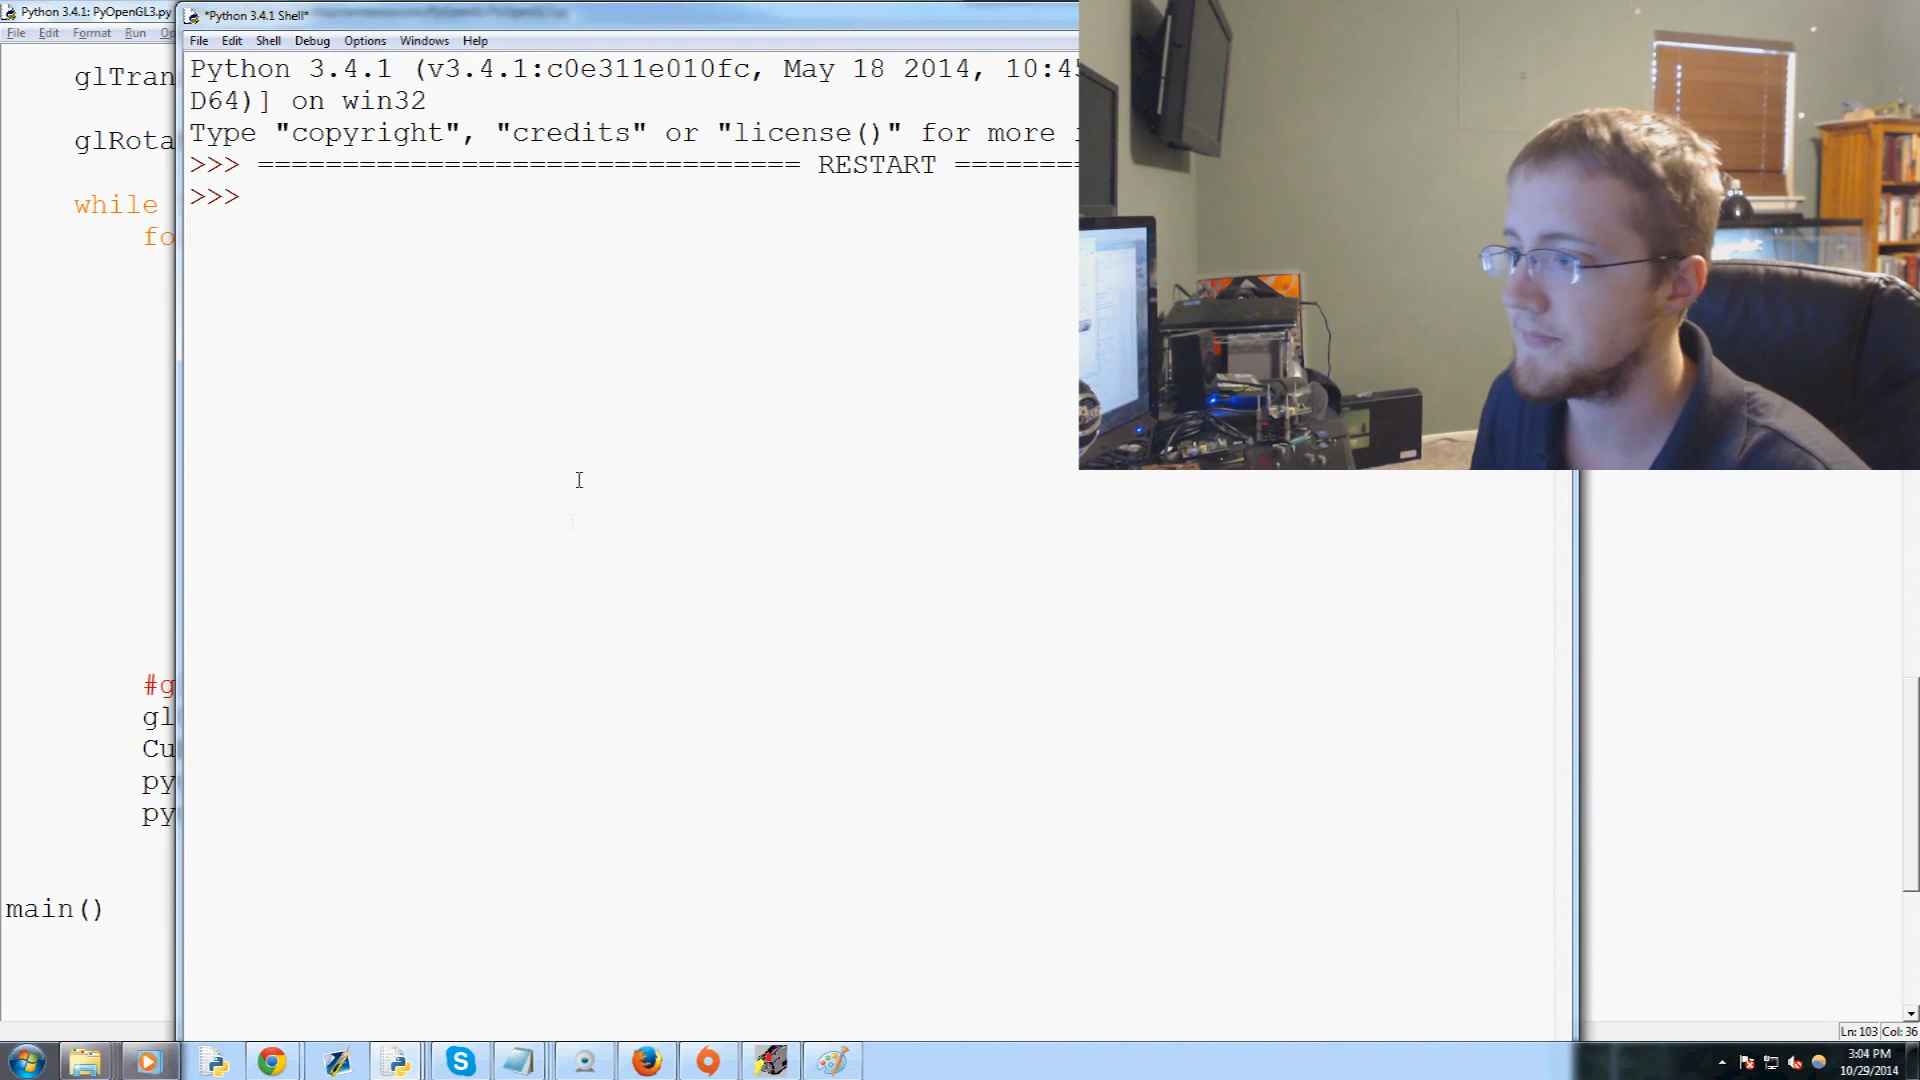 Python 3.4.1: PyOpenGL3.py
File Edit Format Run Op
glTran
glRota
while
fo
#g
gl
Cu
py
py
main()
*Python 3.4.1 Shell*
File Edit Shell Debug Options Windows Help
Python 3.4.1 (v3.4.1:c0e311e010fc, May 18 2014, 10:45
D64)] on win32
Type "copyright", "credits" or "license()" for more
>>> ================================ RESTART ========
>>>
Ln: 103 Col: 36
3:04 PM
10/29/2014